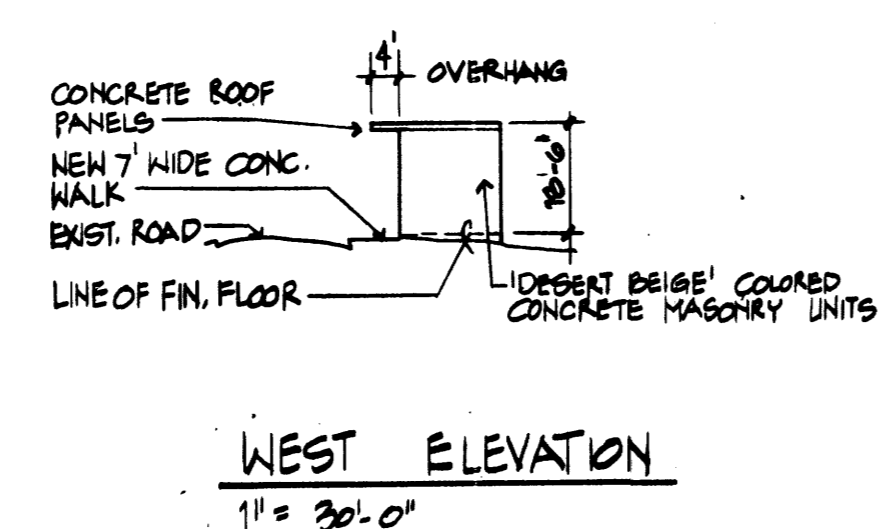 4' OVERHANG
CONCRETE ROOF
PANELS
NEW 7' WIDE CONC.
WALK
EXIST. ROAD
LINE OF FIN. FLOOR
18'-6'
'DESERT BEIGE' COLORED
CONCRETE MASONRY UNITS
WEST ELEVATION
1" = 30'-0"